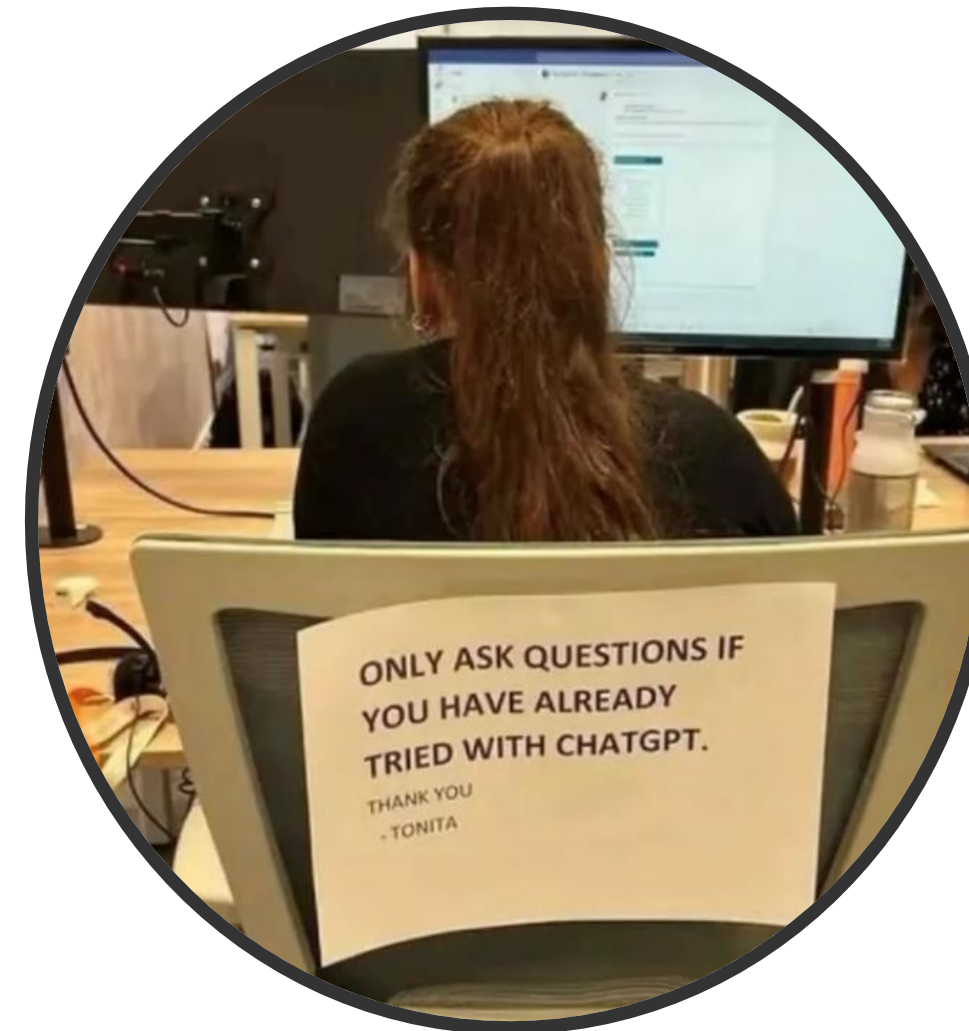 ONLY ASK QUESTIONS IF
YOU HAVE ALREADY
TRIED WITH CHATGPT.
THANK YOU
- TONITA